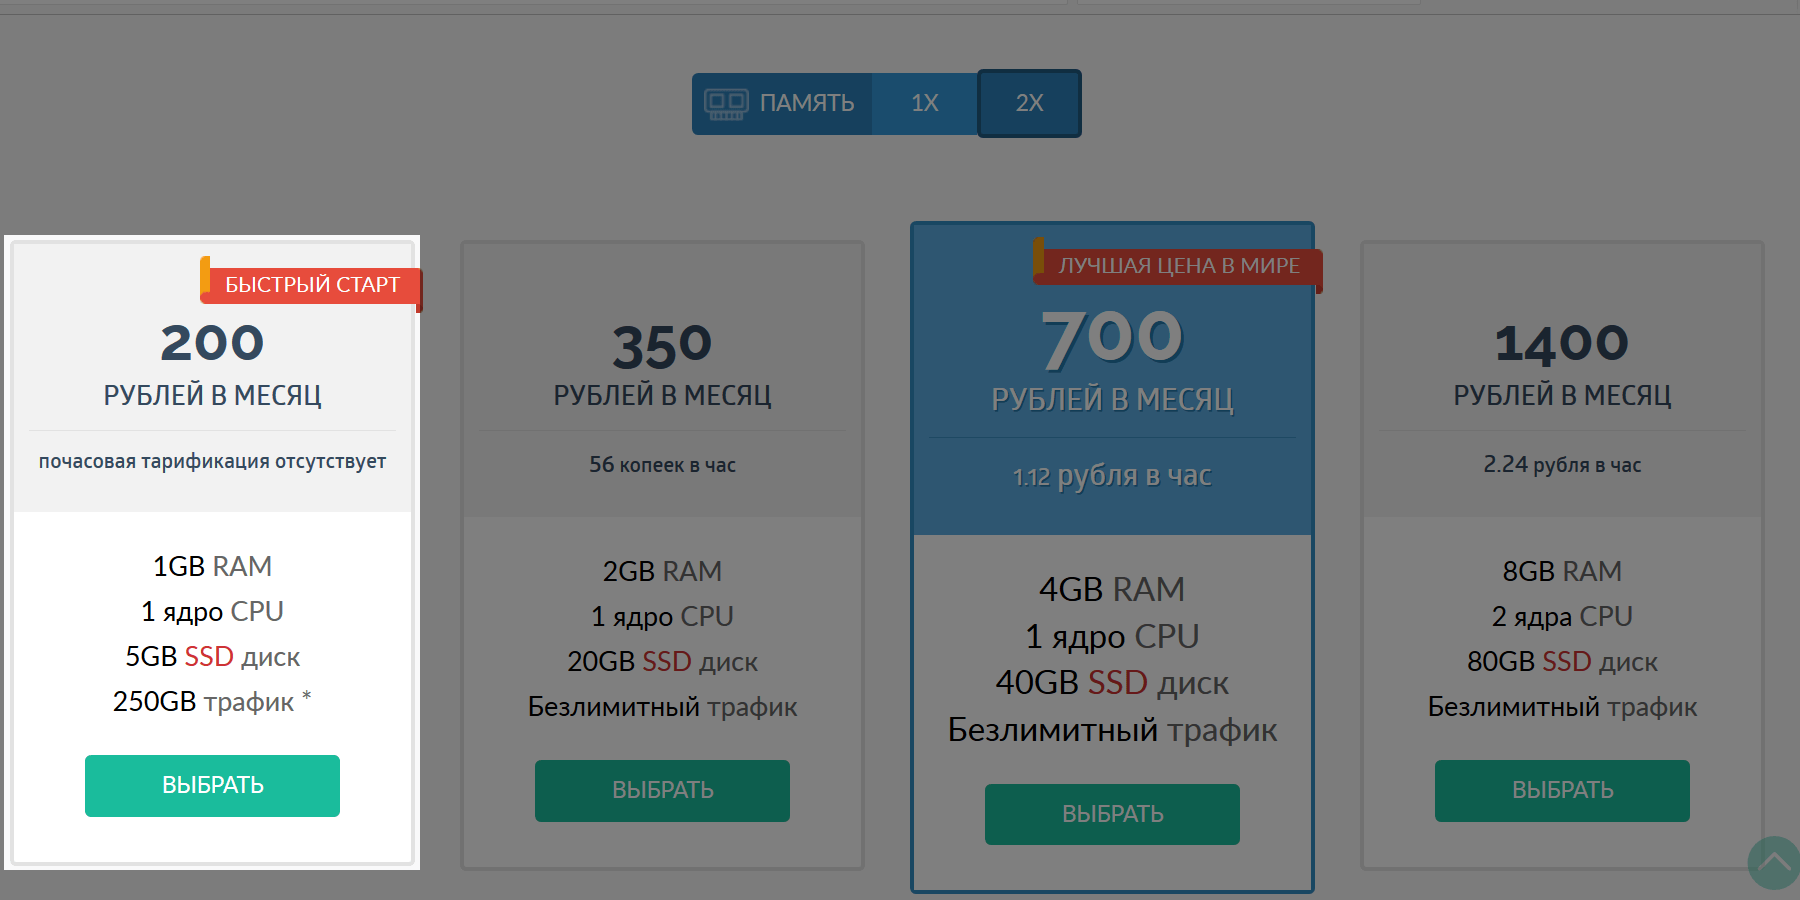 ПАМЯТЬ 1X 2X
БЫСТРЫЙ СТАРТ
200
РУБЛЕЙ В МЕСЯЦ
почасовая тарификация отсутствует
1GB RAM
1 ядро CPU
5GB SSD диск
250GB трафик *
ВЫБРАТЬ
350
РУБЛЕЙ В МЕСЯЦ
56 копеек в час
2GB RAM
1 ядро CPU
20GB SSD диск
Безлимитный трафик
ВЫБРАТЬ
ЛУЧШАЯ ЦЕНА В МИРЕ
700
РУБЛЕЙ В МЕСЯЦ
1.12 рубля в час
4GB RAM
1 ядро CPU
40GB SSD диск
Безлимитный трафик
ВЫБРАТЬ
1400
РУБЛЕЙ В МЕСЯЦ
2.24 рубля в час
8GB RAM
2 ядра CPU
80GB SSD диск
Безлимитный трафик
ВЫБРАТЬ